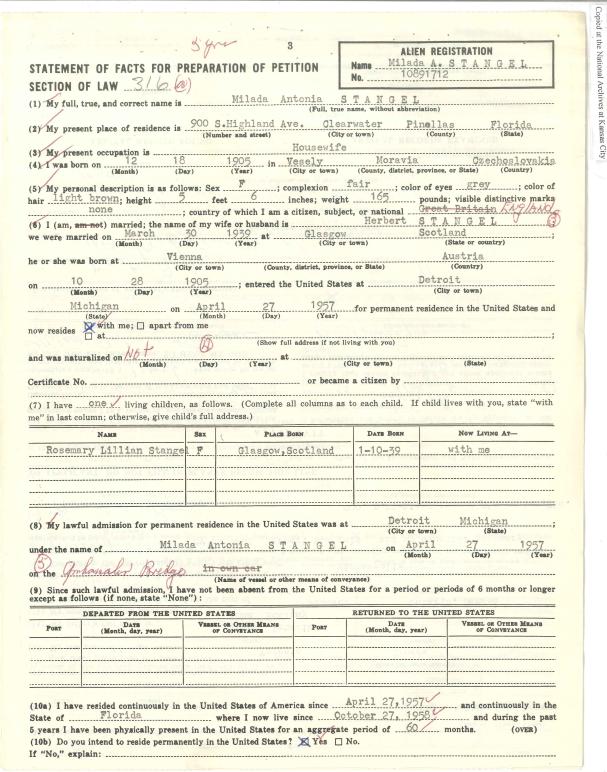 5 yrs
3
Copied at the National Archives at Kansas City
STATEMENT OF FACTS FOR PREPARATION OF PETITION
SECTION OF LAW 316 (a)
ALIEN REGISTRATION
Name Milada A. STANGEL
No. 10891712
(1) My full, true, and correct name is Milada Antonia STANGEL
(Full, true name, without abbreviation)
(2) My present place of residence is 900 S.Highland Ave. Clearwater Pinellas Florida
(Number and street) (City or town) (County) (State)
(3) My present occupation is Housewife
(4) I was born on 12 18 1905 in Vesely Moravia Czechoslovakia
(Month) (Day) (Year) (City or town) (County, district, province, or State) (Country)
(5) My personal description is as follows: Sex F; complexion fair; color of eyes grey; color of
hair light brown; height 5 feet 6 inches; weight 165 pounds; visible distinctive marks
none; country of which I am a citizen, subject, or national Great Britain England
(6) I (am, am not) married; the name of my wife or husband is Herbert STANGEL;
we were married on March 30 1939 at Glasgow Scotland;
(Month) (Day) (Year) (City or town) (State or country)
he or she was born at Vienna Austria
(City or town) (County, district, province, or State) (Country)
on 10 28 1905; entered the United States at Detroit
(Month) (Day) (Year) (City or town)
Michigan on April 27 1957 for permanent residence in the United States and
(State) (Month) (Day) (Year)
now resides with me; apart from me
at;
(Show full address if not living with you)
and was naturalized on Not at
(Month) (Day) (Year) (City or town) (State)
Certificate No. or became a citizen by
(7) I have one living children, as follows. (Complete all columns as to each child. If child lives with you, state "with
me" in last column; otherwise, give child's full address.)
NAME SEX PLACE BORN DATE BORN NOW LIVING AT—
Rosemary Lillian Stangel F Glasgow,Scotland 1-10-39 with me
(8) My lawful admission for permanent residence in the United States was at Detroit Michigan;
(City or town) (State)
under the name of Milada Antonia STANGEL on April 27 1957
(Month) (Day) (Year)
on the Ambassador Bridge in own car
(Name of vessel or other means of conveyance)
(9) Since such lawful admission, I have not been absent from the United States for a period or periods of 6 months or longer
except as follows (if none, state "None"):
DEPARTED FROM THE UNITED STATES RETURNED TO THE UNITED STATES
PORT DATE (Month, day, year) VESSEL OR OTHER MEANS OF CONVEYANCE PORT DATE (Month, day, year) VESSEL OR OTHER MEANS OF CONVEYANCE
(10a) I have resided continuously in the United States of America since April 27,1957 and continuously in the
State of Florida where I now live since October 27, 1958 and during the past
5 years I have been physically present in the United States for an aggregate period of 60 months. (OVER)
(10b) Do you intend to reside permanently in the United States? Yes No.
If "No," explain: